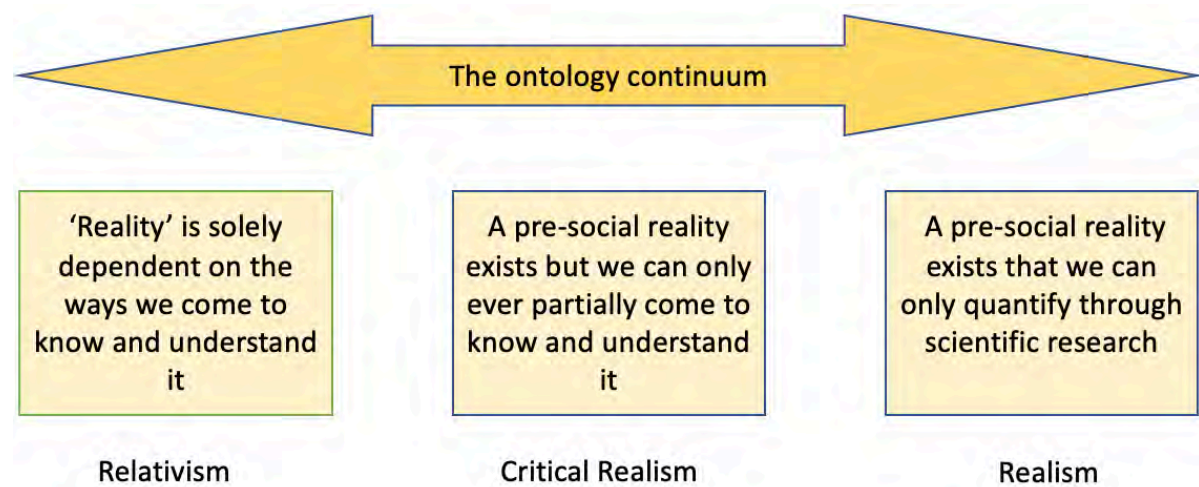 The ontology continuum
‘Reality’ is solely
dependent on the
ways we come to
know and understand
it
A pre-social reality
exists but we can only
ever partially come to
know and understand
it
A pre-social reality
exists that we can
only quantify through
scientific research
Relativism
Critical Realism
Realism